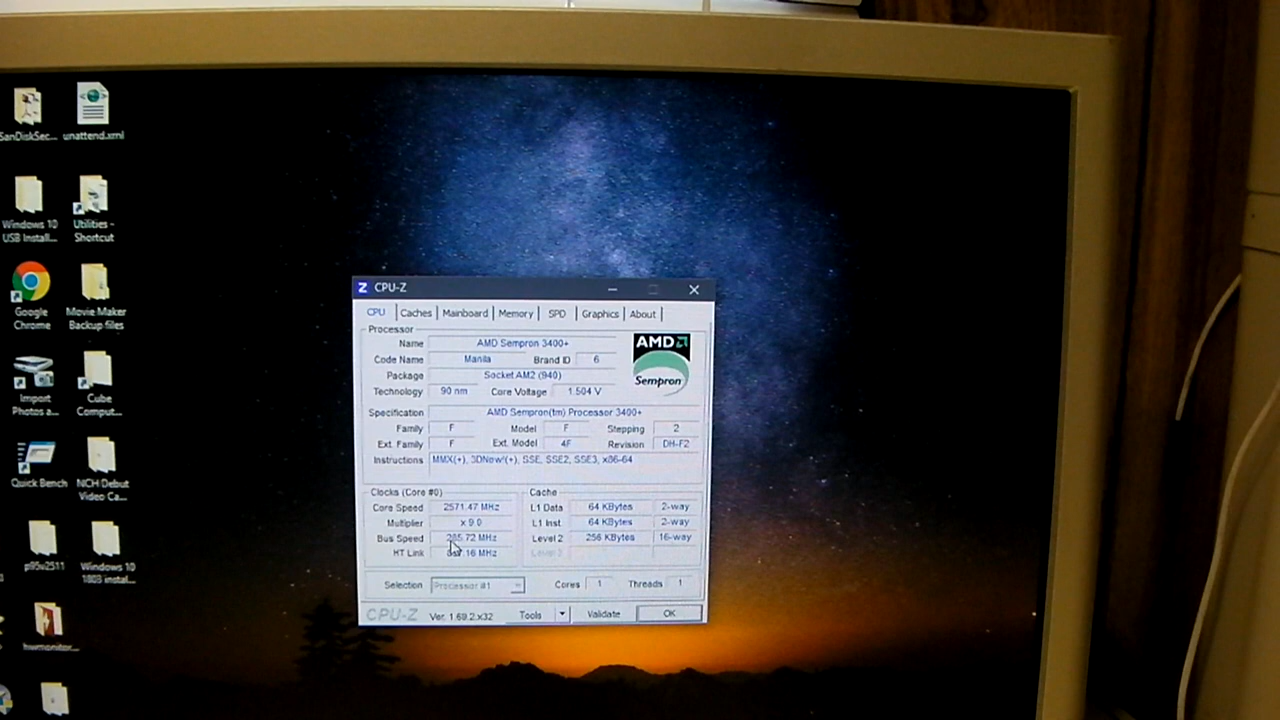 SanDiskSec...
unattend.xml
Windows 10 USB Install...
Utilities - Shortcut
Google Chrome
Movie Maker Backup files
Import Photos a...
Cube Comput...
Quick Bench
NCH Debut Video Ca...
p95v2511
Windows 10 1803 instal...
hwmonitor...
Z CPU-Z
CPU Caches Mainboard Memory SPD Graphics About
Processor
Name AMD Sempron 3400+
Code Name Manila Brand ID 6
Package Socket AM2 (940)
Technology 90 nm Core Voltage 1.504 V
AMD
Sempron
Specification AMD Sempron(tm) Processor 3400+
Family F Model F Stepping 2
Ext. Family F Ext. Model 4F Revision DH-F2
Instructions MMX(+), 3DNow!(+), SSE, SSE2, SSE3, x86-64
Clocks (Core #0)
Core Speed 2571.47 MHz
Multiplier x 9.0
Bus Speed 285.72 MHz
HT Link MHz
Cache
L1 Data 64 KBytes 2-way
L1 Inst. 64 KBytes 2-way
Level 2 256 KBytes 16-way
Level 3
Selection Processor #1 Cores 1 Threads 1
CPU-Z Ver. 1.69.2.x32 Tools Validate OK